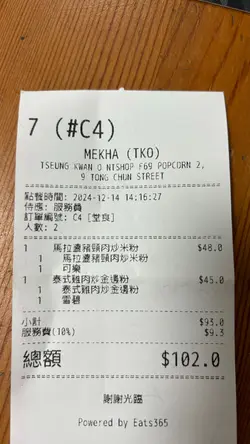 7 (#C4)
MEKHA (TKO)
TSEUNG KWAN O NTSHOP F69 POPCORN 2,
9 TONG CHUN STREET
點餐時間: 2024-12-14 14:16:27
侍應: 服務費
訂單編號: C4 [堂食]
人數: 2
1 馬拉盞豬頸肉炒米粉 $48.0
1 馬拉盞豬頸肉炒米粉
1 可樂
1 泰式雞肉炒金邊粉 $45.0
1 泰式雞肉炒金邊粉
1 雪碧
小計 $93.0
服務費(10%) $9.3
總額 $102.0
謝謝光臨
Powered by Eats365